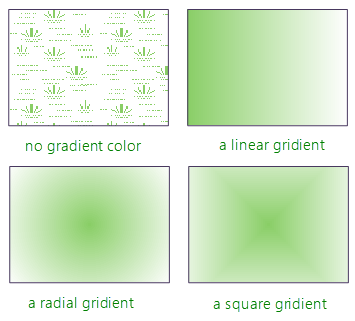 no gradient color
a linear gridient
a radial gridient
a square gridient